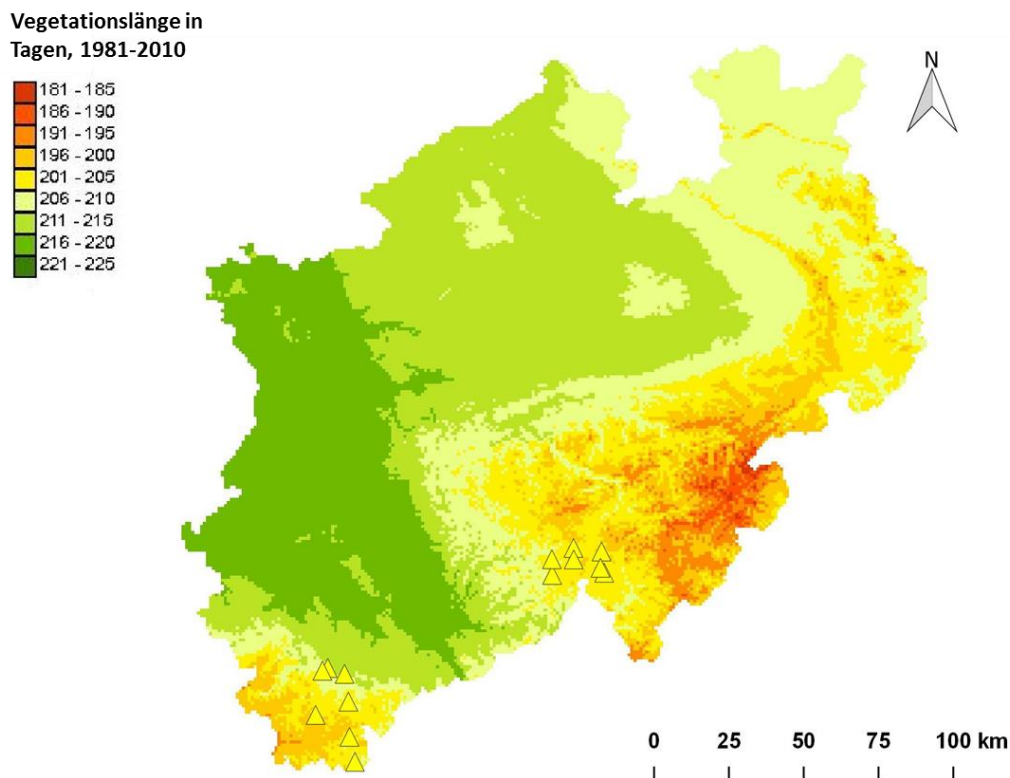 Vegetationslänge in
Tagen, 1981-2010
181 - 185
186 - 190
191 - 195
196 - 200
201 - 205
206 - 210
211 - 215
216 - 220
221 - 225
N
0 25 50 75 100 km